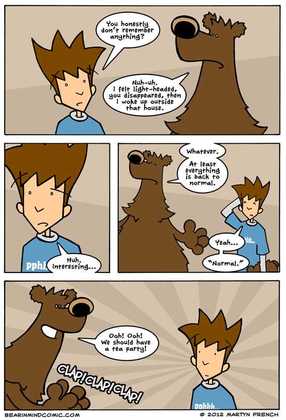 You honestly
don't remember
anything?
Nuh-uh.
I felt light-headed,
you disappeared, then
I woke up outside
that house.
pph!
Huh,
interesting...
Whatever.
At least
everything
is back to
normal.
Yeah...
"Normal."
Ooh! Ooh!
We should have
a tea party!
CLAP!CLAP!CLAP!
BEARINMINDCOMIC.COM
© 2012 MARTYN FRENCH